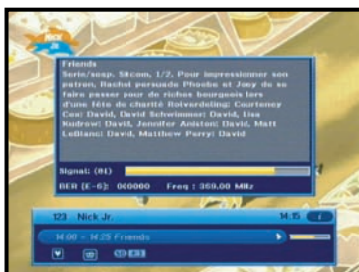 NICK
Jr.
Friends
Serie/soap, Sitcom, 1/2, Pour impressionner son
patron, Rachel persuade Phoebe et Joey de se
faire passer pour de riches bourgeois lors
d'une fête de charité Rolverdeling: Courteney
Cox: David, David Schwimmer: David, Lisa
Kudrow: David, Jennifer Aniston: David, Matt
LeBlanc: David, Matthew Perry: David
Signal: (81)
BER (E-6): 000000 Freq : 369.00 MHz
123 Nick Jr. 14:15 i
14:00 - 14:25 Friends